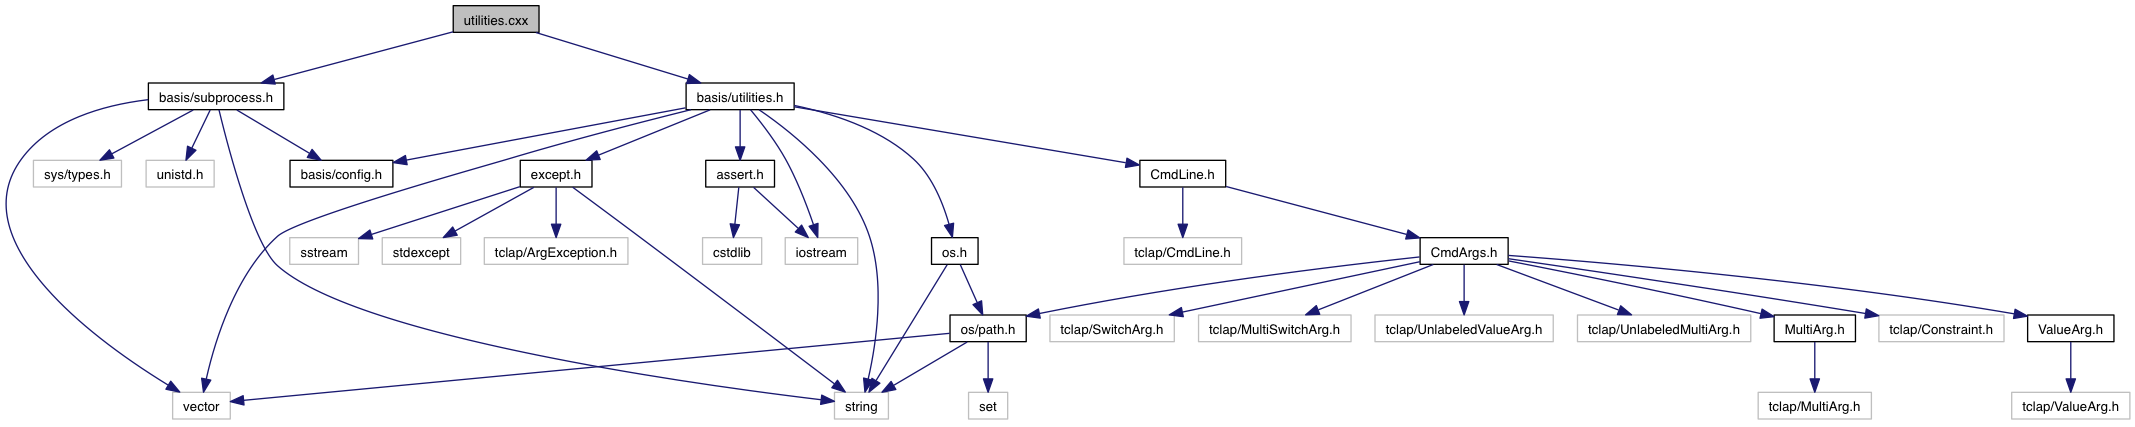 utilities.cxx
basis/subprocess.h
basis/utilities.h
sys/types.h
unistd.h
basis/config.h
except.h
assert.h
CmdLine.h
sstream
stdexcept
tclap/ArgException.h
cstdlib
iostream
os.h
tclap/CmdLine.h
CmdArgs.h
os/path.h
tclap/SwitchArg.h
tclap/MultiSwitchArg.h
tclap/UnlabeledValueArg.h
tclap/UnlabeledMultiArg.h
MultiArg.h
tclap/Constraint.h
ValueArg.h
vector
string
set
tclap/MultiArg.h
tclap/ValueArg.h